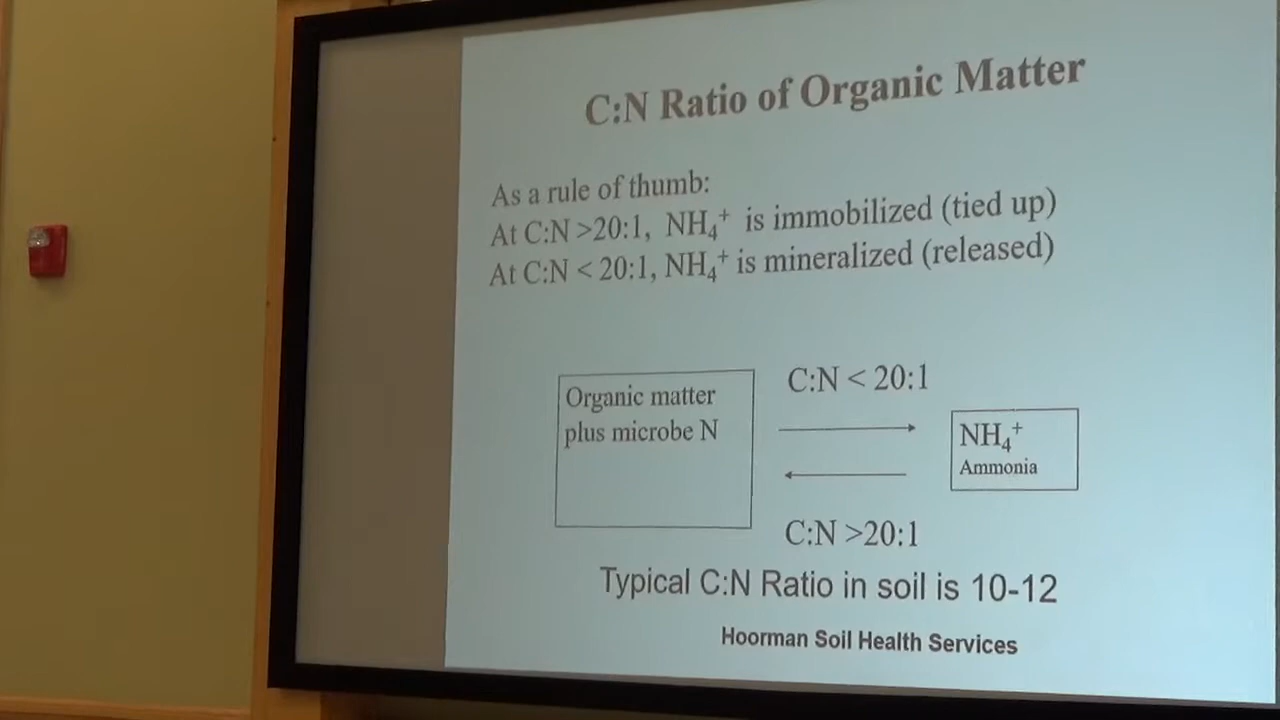 C:N Ratio of Organic Matter
As a rule of thumb:
At C:N >20:1, NH₄⁺ is immobilized (tied up)
At C:N < 20:1, NH₄⁺ is mineralized (released)
C:N < 20:1
Organic matter
plus microbe N
NH₄⁺
Ammonia
C:N >20:1
Typical C:N Ratio in soil is 10-12
Hoorman Soil Health Services